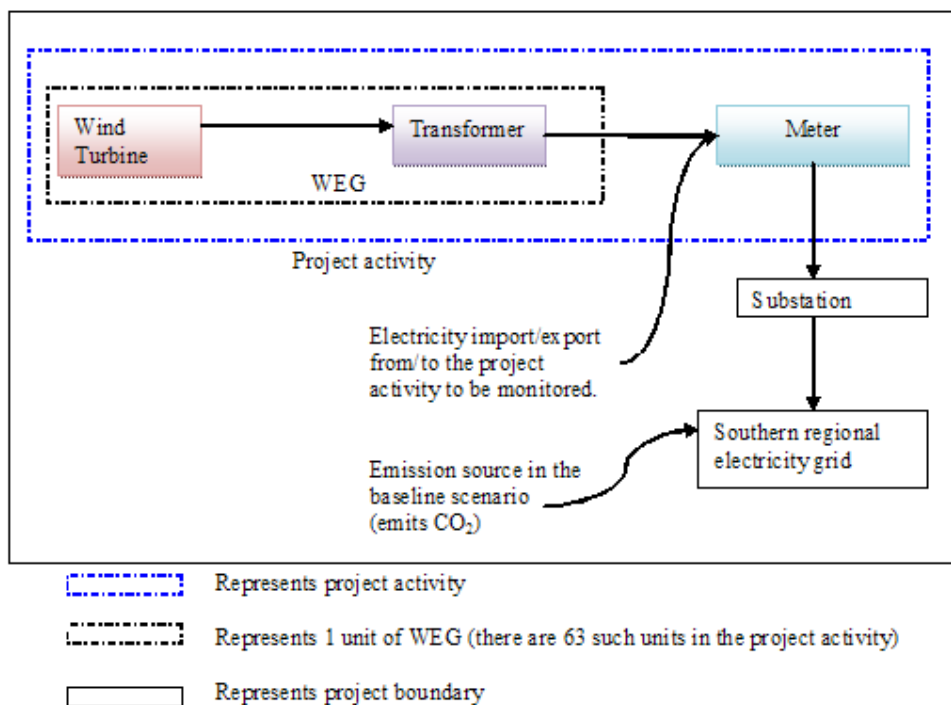 Wind
Turbine
Transformer
Meter
WEG
Project activity
Substation
Electricity import/export
from/to the project
activity to be monitored.
Southern regional
electricity grid
Emission source in the
baseline scenario
(emits CO₂)
Represents project activity
Represents 1 unit of WEG (there are 63 such units in the project activity)
Represents project boundary